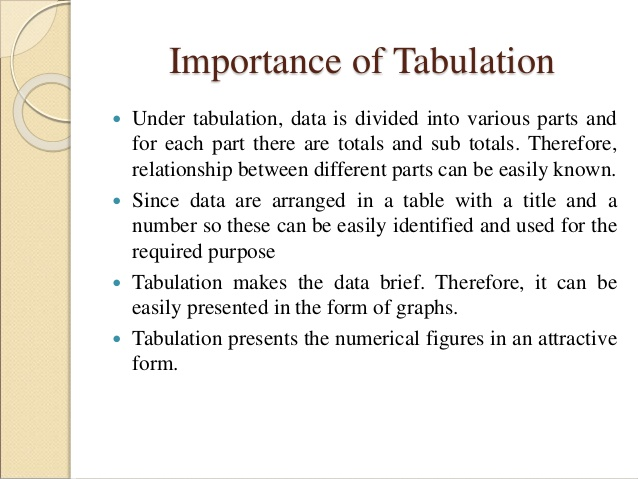 Importance of Tabulation
• Under tabulation, data is divided into various parts and
for each part there are totals and sub totals. Therefore,
relationship between different parts can be easily known.
• Since data are arranged in a table with a title and a
number so these can be easily identified and used for the
required purpose
• Tabulation makes the data brief. Therefore, it can be
easily presented in the form of graphs.
• Tabulation presents the numerical figures in an attractive
form.